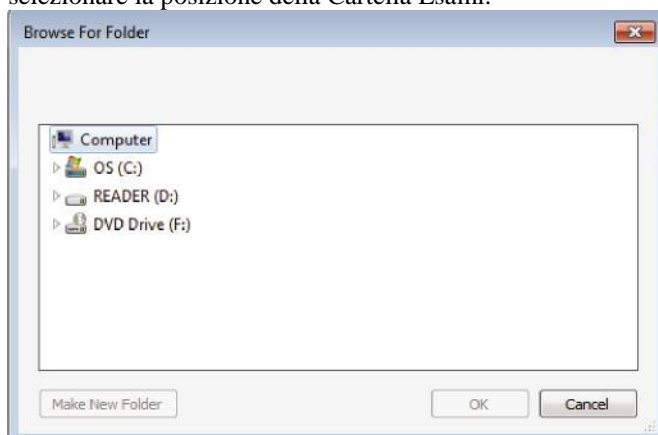 selezionare la posizione della Cartella Esami.
Browse For Folder
Computer
OS (C:)
READER (D:)
DVD Drive (F:)
Make New Folder
OK
Cancel